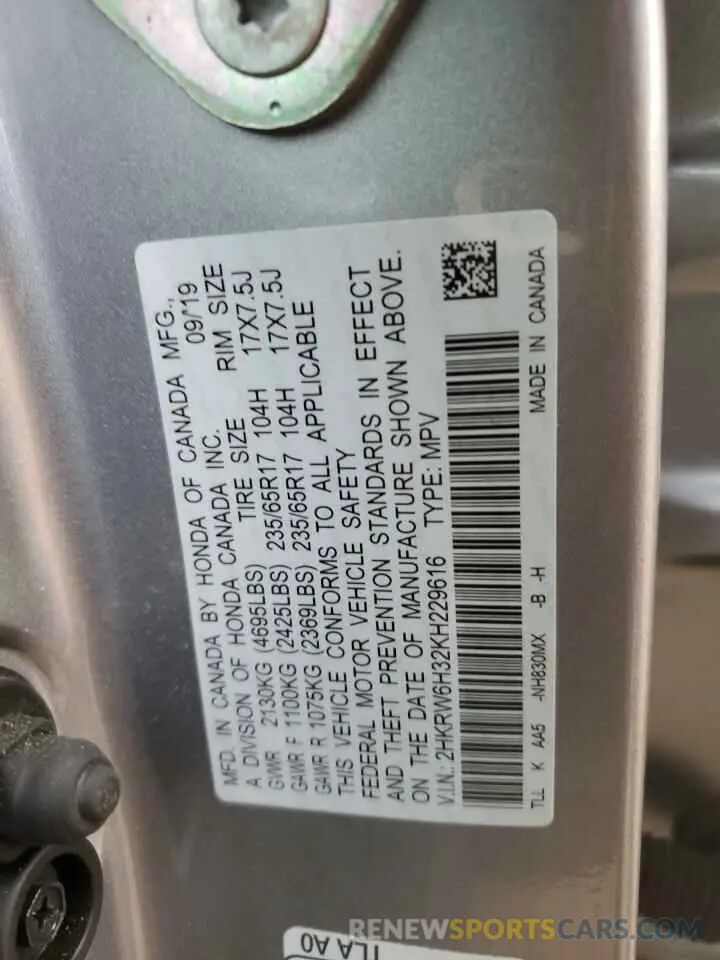 MFD. IN CANADA BY HONDA OF CANADA MFG.,
A DIVISION OF HONDA CANADA INC. 09/'19
GVWR 2130KG (4695LBS) TIRE SIZE RIM SIZE
GAWR F 1100KG (2425LBS) 235/65R17 104H 17X7.5J
GAWR R 1075KG (2369LBS) 235/65R17 104H 17X7.5J
THIS VEHICLE CONFORMS TO ALL APPLICABLE
FEDERAL MOTOR VEHICLE SAFETY
AND THEFT PREVENTION STANDARDS IN EFFECT
ON THE DATE OF MANUFACTURE SHOWN ABOVE.
V.I.N.: 2HKRW6H32KH229616 TYPE: MPV
TLL K AA5 -NH830MX -B -H MADE IN CANADA
TLA A0
RENEWSPORTSCARS.COM